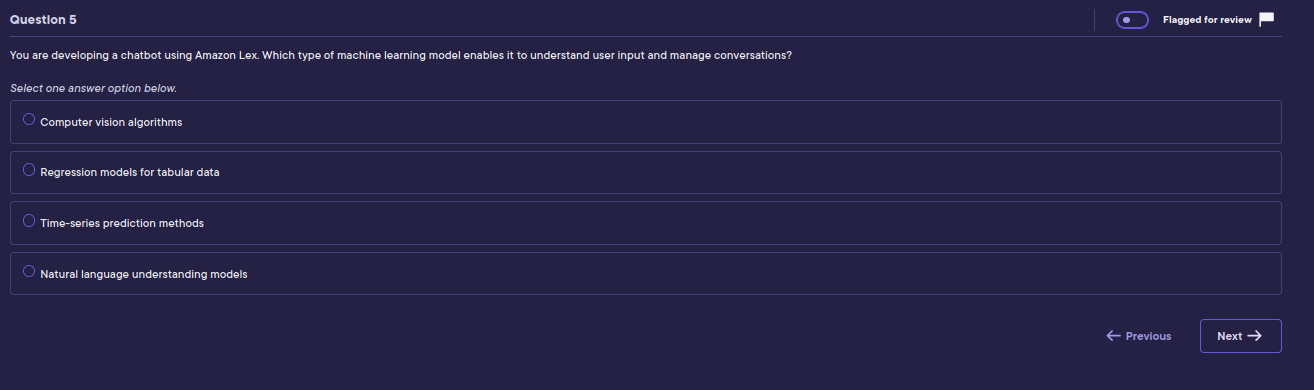 Question 5
Flagged for review
You are developing a chatbot using Amazon Lex. Which type of machine learning model enables it to understand user input and manage conversations?
Select one answer option below.
Computer vision algorithms
Regression models for tabular data
Time-series prediction methods
Natural language understanding models
Previous
Next